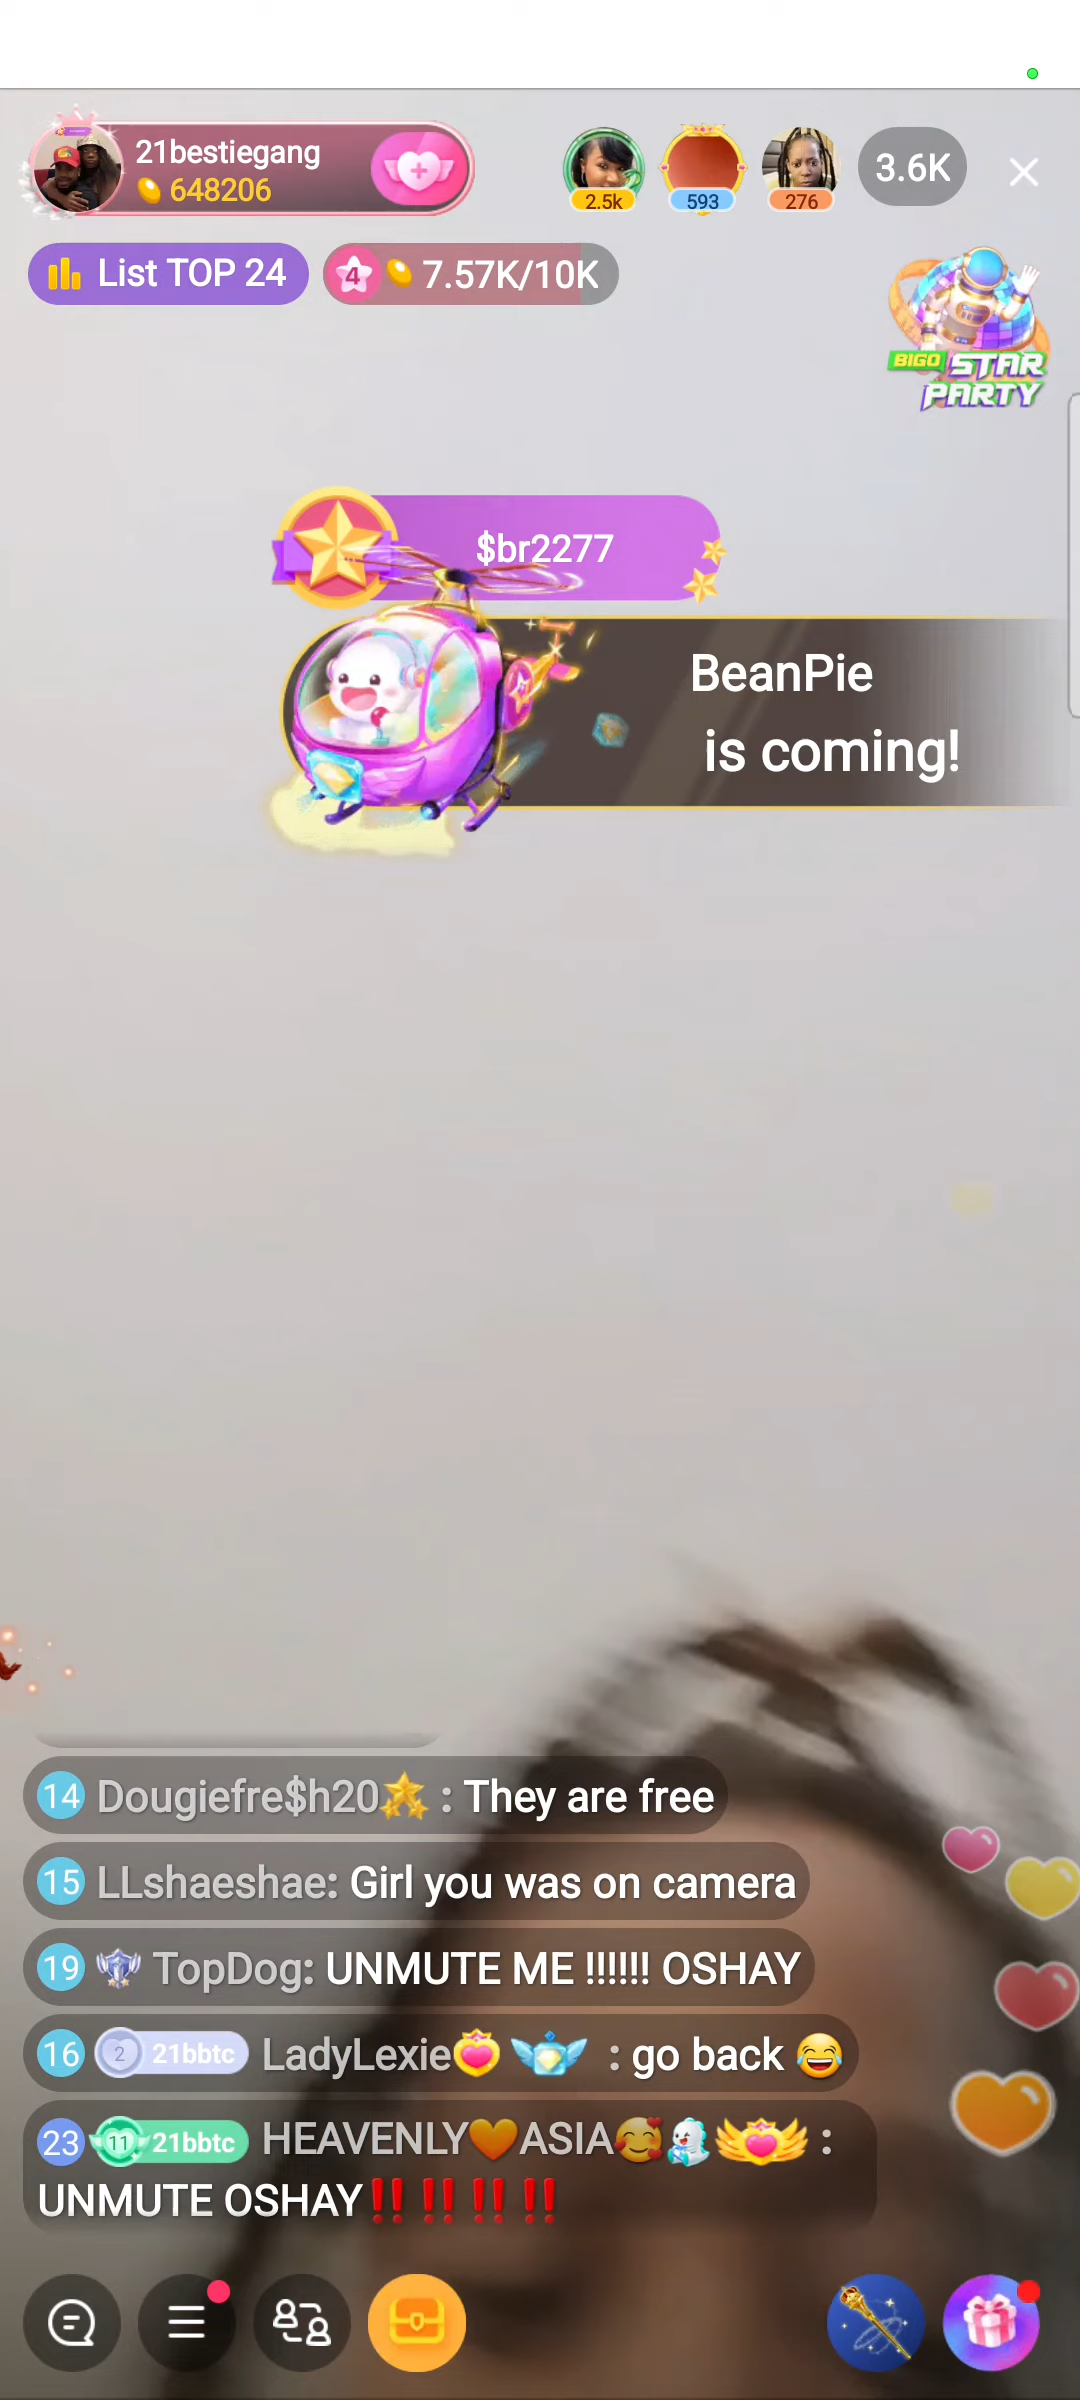 21bestiegang
648206
2.5k
593
276
3.6K
List TOP 24
4
7.57K/10K
BIGO STAR
PARTY
$br2277
BeanPie
is coming!
14 Dougiefre$h20⭐ : They are free
15 LLshaeshae: Girl you was on camera
19 TopDog: UNMUTE ME !!!!!! OSHAY
16 2 21bbtc LadyLexie : go back 😂
23 11 21bbtc HEAVENLY🧡ASIA🥰 :
UNMUTE OSHAY‼️‼️‼️‼️